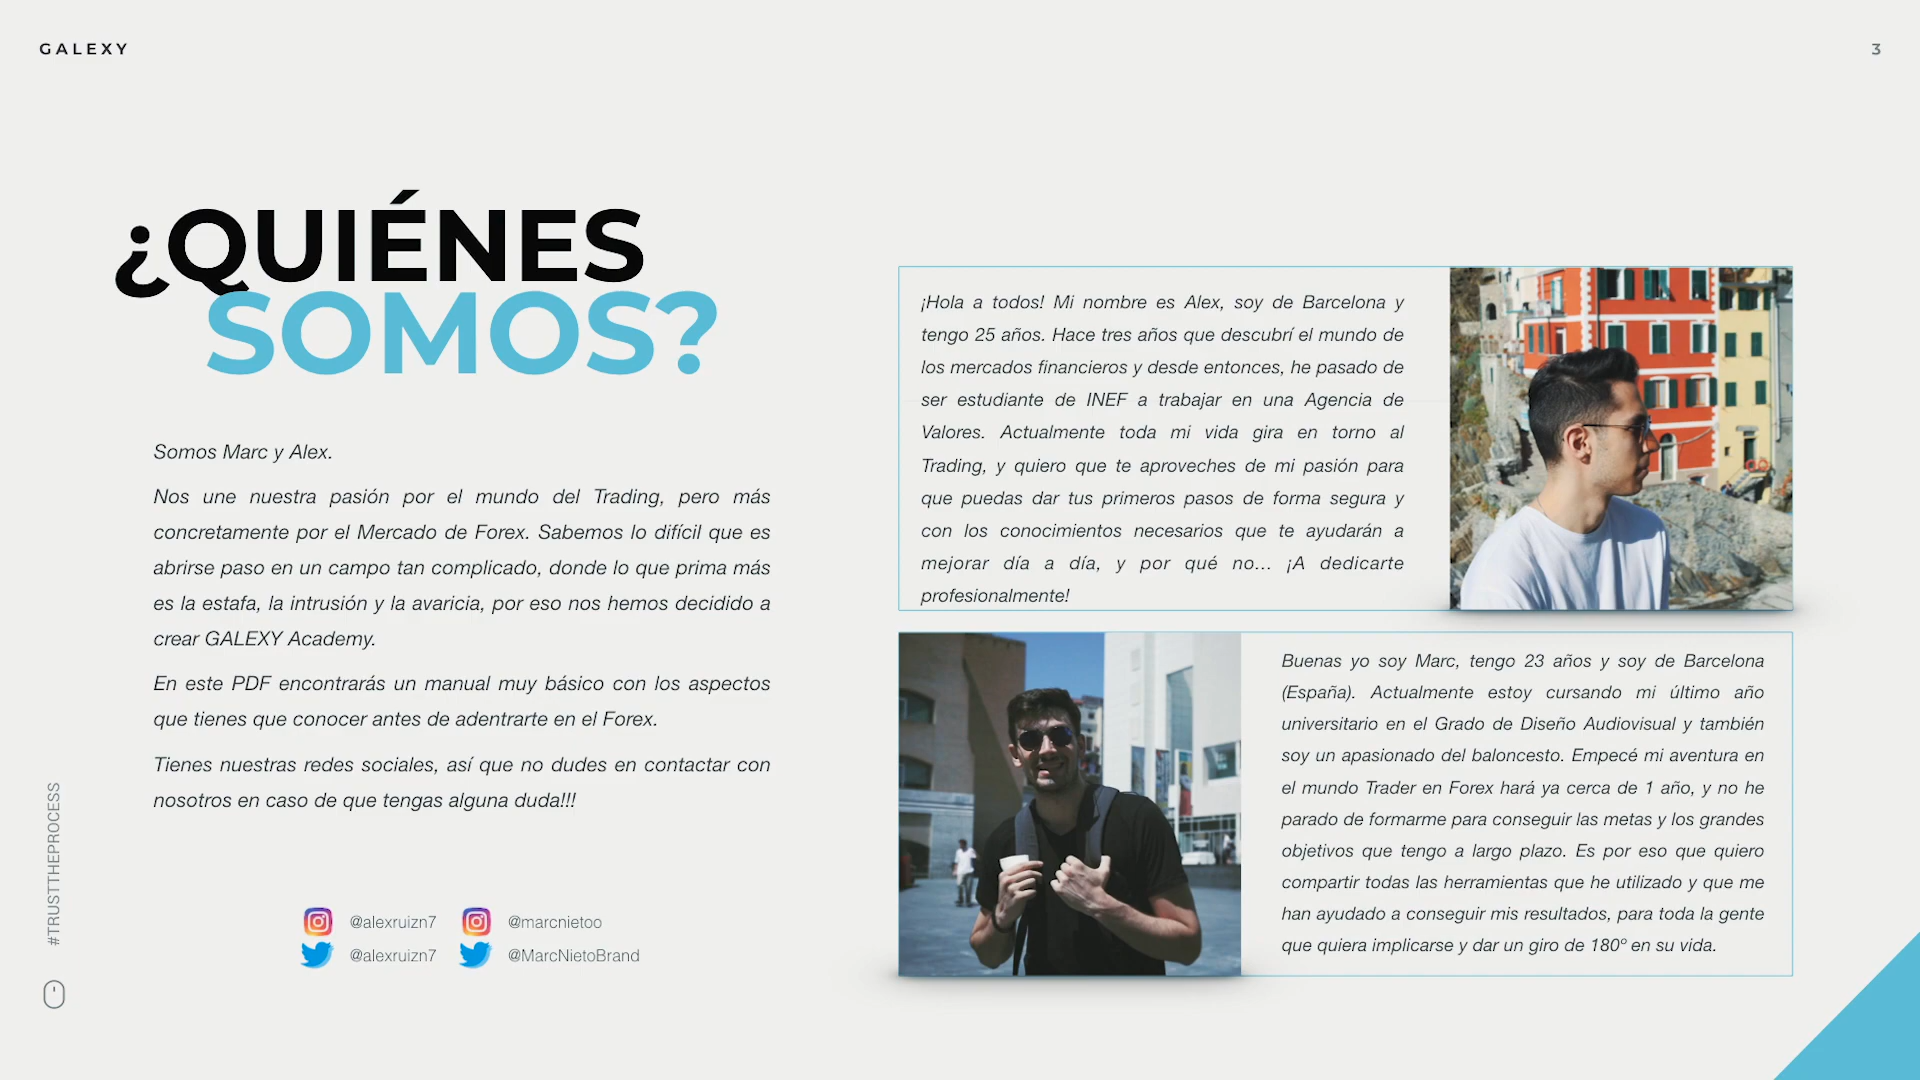 GALEXY
3
¿QUIÉNES
SOMOS?
Somos Marc y Alex.
Nos une nuestra pasión por el mundo del Trading, pero más
concretamente por el Mercado de Forex. Sabemos lo difícil que es
abrirse paso en un campo tan complicado, donde lo que prima más
es la estafa, la intrusión y la avaricia, por eso nos hemos decidido a
crear GALEXY Academy.
En este PDF encontrarás un manual muy básico con los aspectos
que tienes que conocer antes de adentrarte en el Forex.
Tienes nuestras redes sociales, así que no dudes en contactar con
nosotros en caso de que tengas alguna duda!!!
@alexruizn7 @marcnietoo
@alexruizn7 @MarcNietoBrand
#TRUSTTHEPROCESS
¡Hola a todos! Mi nombre es Alex, soy de Barcelona y
tengo 25 años. Hace tres años que descubrí el mundo de
los mercados financieros y desde entonces, he pasado de
ser estudiante de INEF a trabajar en una Agencia de
Valores. Actualmente toda mi vida gira en torno al
Trading, y quiero que te aproveches de mi pasión para
que puedas dar tus primeros pasos de forma segura y
con los conocimientos necesarios que te ayudarán a
mejorar día a día, y por qué no... ¡A dedicarte
profesionalmente!
Buenas yo soy Marc, tengo 23 años y soy de Barcelona
(España). Actualmente estoy cursando mi último año
universitario en el Grado de Diseño Audiovisual y también
soy un apasionado del baloncesto. Empecé mi aventura en
el mundo Trader en Forex hará ya cerca de 1 año, y no he
parado de formarme para conseguir las metas y los grandes
objetivos que tengo a largo plazo. Es por eso que quiero
compartir todas las herramientas que he utilizado y que me
han ayudado a conseguir mis resultados, para toda la gente
que quiera implicarse y dar un giro de 180º en su vida.